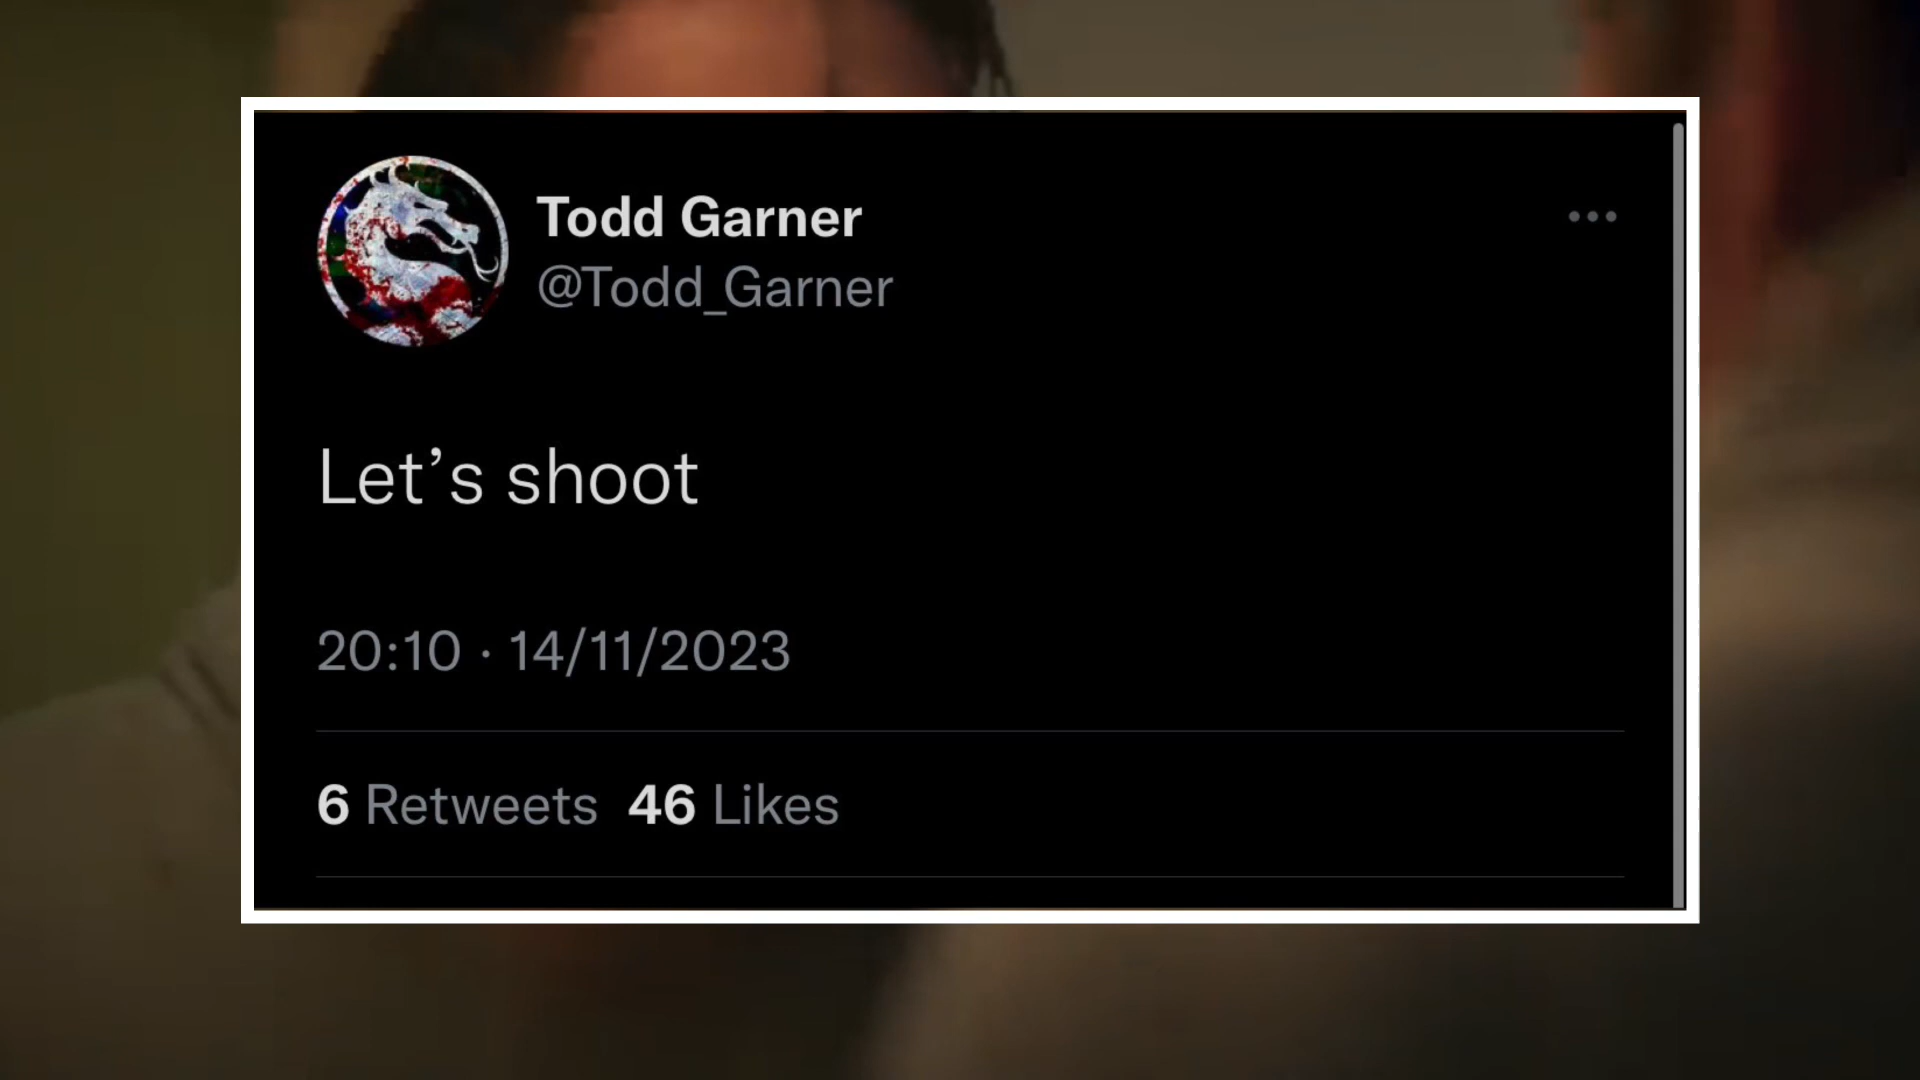 Todd Garner
@Todd_Garner
Let’s shoot
20:10 · 14/11/2023
6 Retweets 46 Likes